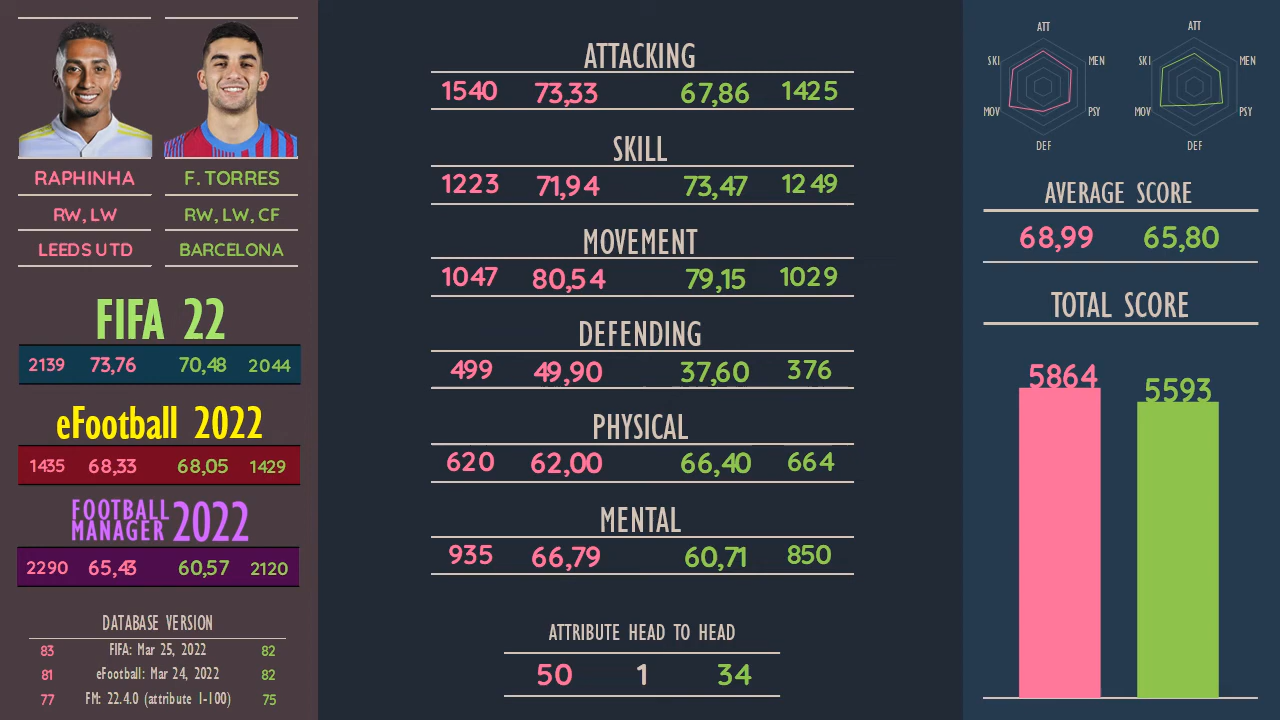 RAPHINHA F. TORRES
RW, LW RW, LW, CF
LEEDS UTD BARCELONA
FIFA 22
2139 73,76 70,48 2044
eFootball 2022
1435 68,33 68,05 1429
FOOTBALL MANAGER 2022
2290 65,43 60,57 2120
DATABASE VERSION
83 FIFA: Mar 25, 2022 82
81 eFootball: Mar 24, 2022 82
77 FM: 22.4.0 (attribute 1-100) 75
ATTACKING
1540 73,33 67,86 1425
SKILL
1223 71,94 73,47 1249
MOVEMENT
1047 80,54 79,15 1029
DEFENDING
499 49,90 37,60 376
PHYSICAL
620 62,00 66,40 664
MENTAL
935 66,79 60,71 850
ATTRIBUTE HEAD TO HEAD
50 1 34
ATT ATT
SKI MEN SKI MEN
MOV PSY MOV PSY
DEF DEF
AVERAGE SCORE
68,99 65,80
TOTAL SCORE
5864 5593